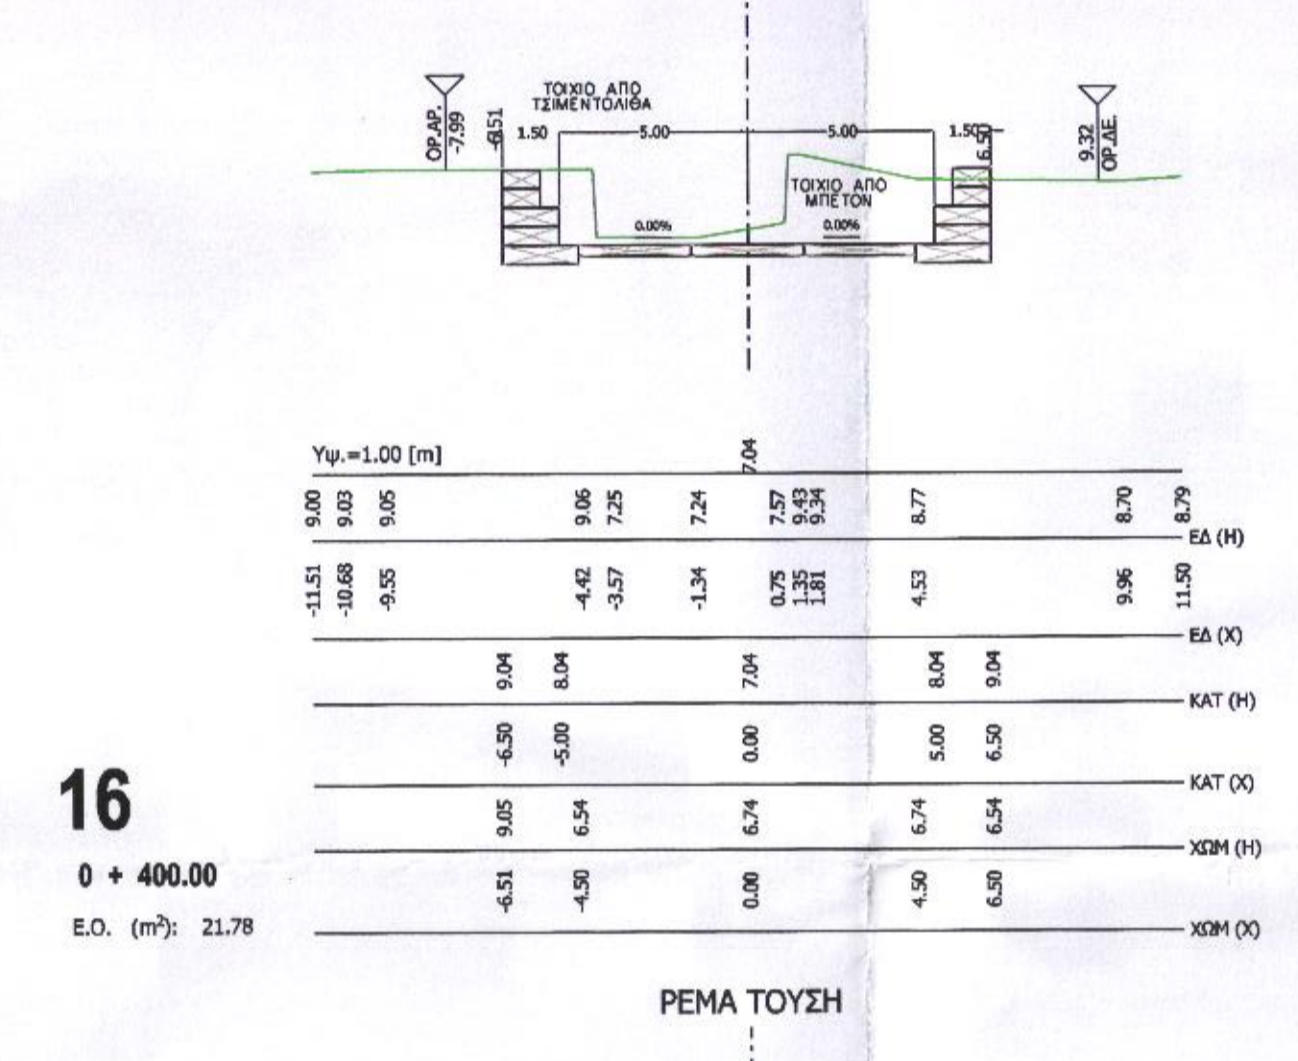 ΤΟΙΧΙΟ ΑΠΟ
ΤΣΙΜΕΝΤΟΛΙΘΑ
ΟΡ.ΑΡ.
-7.99
1.50 5.00 5.00 1.50
6.50
9.32
ΟΡ.ΔΕ.
ΤΟΙΧΙΟ ΑΠΟ
ΜΠΕΤΟΝ
0.00% 0.00%
Υψ.=1.00 [m] 7.04
9.00 9.03 9.05 9.06 7.25 7.24 7.57 9.43 9.34 8.77 8.70 8.79 ΕΔ (Η)
-11.51 -10.68 -9.55 -4.42 -3.57 -1.34 0.75 1.35 1.81 4.53 9.96 11.50 ΕΔ (Χ)
9.04 8.04 7.04 8.04 9.04 ΚΑΤ (Η)
-6.50 -5.00 0.00 5.00 6.50 ΚΑΤ (Χ)
9.05 6.54 6.74 6.74 6.54 ΧΩΜ (Η)
-6.51 -4.50 0.00 4.50 6.50 ΧΩΜ (Χ)
16
0 + 400.00
Ε.Ο. (m²): 21.78
ΡΕΜΑ ΤΟΥΣΗ